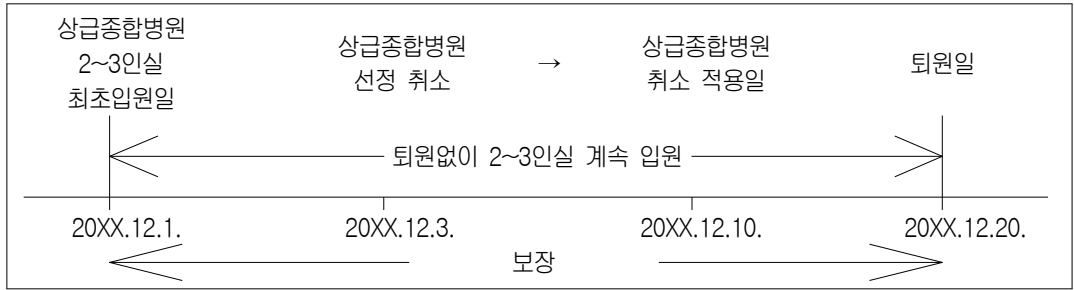 상급종합병원
2~3인실
최초입원일
상급종합병원
선정 취소
→
상급종합병원
취소 적용일
퇴원일
퇴원없이 2~3인실 계속 입원
20XX.12.1.
20XX.12.3.
20XX.12.10.
20XX.12.20.
보장